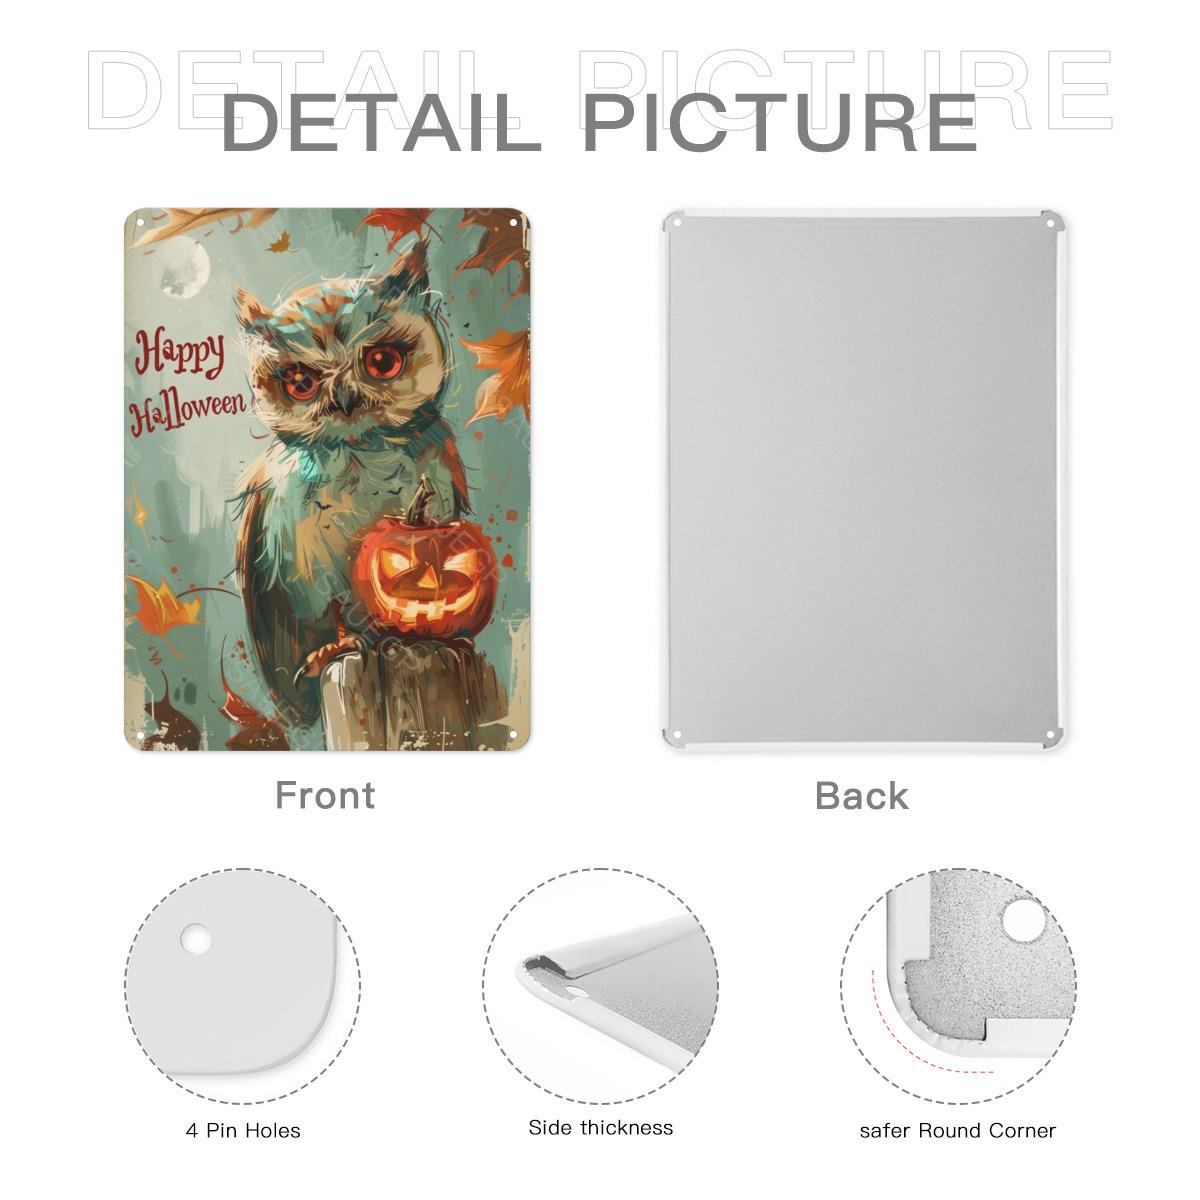 DETAIL PICTURE
DETAIL PICTURE
Happy
Halloween
Front
Back
4 Pin Holes
Side thickness
safer Round Corner